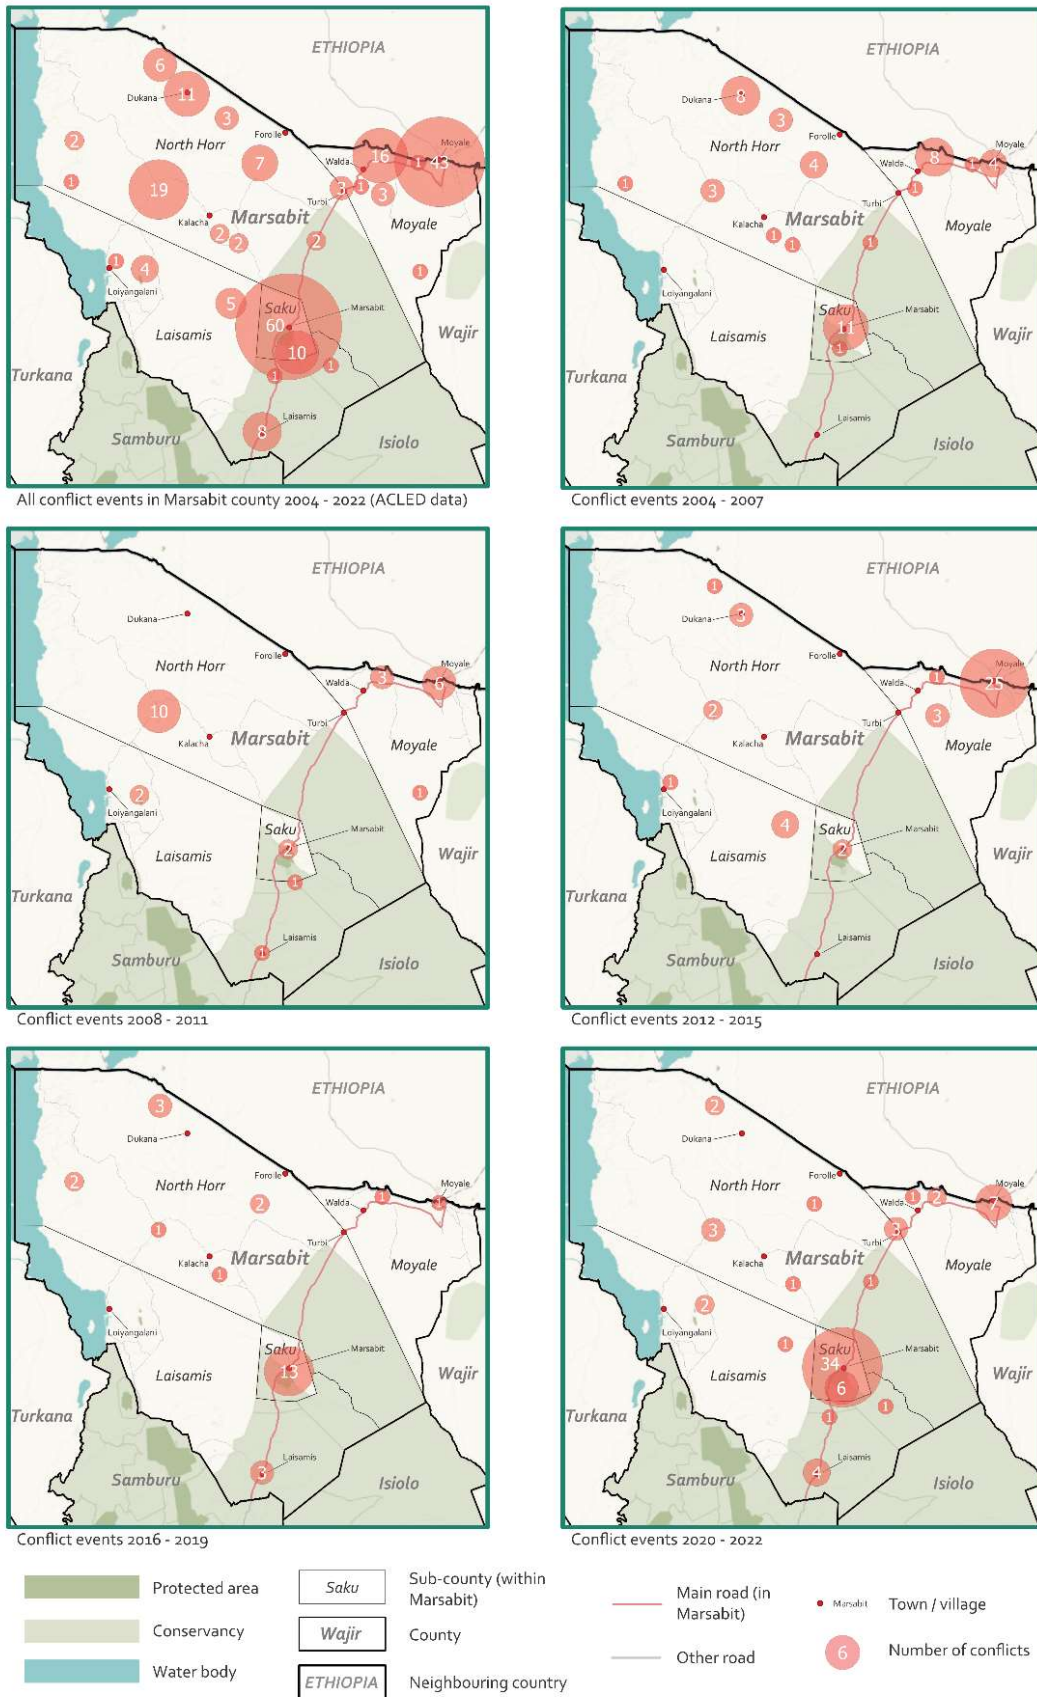 ETHIOPIA
6
Dukana
11
3
2
North Horr
Forolle
7
Walda
16
1
Moyale
43
1
19
3
1
3
Kalacha
Marsabit
Turbi
Moyale
2
2
2
1
4
Loiyangalani
1
5
Saku
60
Marsabit
Laisamis
10
Wajir
1
1
Turkana
8
Laisamis
Samburu
Isiolo
All conflict events in Marsabit county 2004 - 2022 (ACLED data)
ETHIOPIA
Dukana
8
3
North Horr
Forolle
4
Walda
8
1
Moyale
4
1
3
1
Kalacha
Marsabit
Turbi
Moyale
1
1
1
Loiyangalani
Saku
11
Marsabit
Laisamis
1
Wajir
Turkana
Laisamis
Samburu
Isiolo
Conflict events 2004 - 2007
ETHIOPIA
Dukana
North Horr
Forolle
Walda
3
Moyale
6
10
Kalacha
Marsabit
Turbi
Moyale
2
Loiyangalani
1
Saku
2
Marsabit
Laisamis
1
Wajir
Turkana
1
Laisamis
Samburu
Isiolo
Conflict events 2008 - 2011
ETHIOPIA
1
Dukana
3
North Horr
Forolle
Walda
1
Moyale
25
2
3
Kalacha
Marsabit
Turbi
Moyale
1
Loiyangalani
4
Saku
2
Marsabit
Laisamis
Wajir
Turkana
Laisamis
Samburu
Isiolo
Conflict events 2012 - 2015
ETHIOPIA
3
Dukana
2
North Horr
Forolle
2
Walda
1
Moyale
1
1
Kalacha
Marsabit
Turbi
Moyale
1
Loiyangalani
Saku
13
Marsabit
Laisamis
Wajir
Turkana
3
Laisamis
Samburu
Isiolo
Conflict events 2016 - 2019
ETHIOPIA
2
Dukana
North Horr
Forolle
1
Walda
1
2
Moyale
7
3
3
Kalacha
Marsabit
Turbi
Moyale
1
1
2
Loiyangalani
1
Saku
34
Marsabit
Laisamis
6
Wajir
1
1
Turkana
4
Laisamis
Samburu
Isiolo
Conflict events 2020 - 2022
Protected area
Conservancy
Water body
Saku
Sub-county (within
Marsabit)
Wajir
County
ETHIOPIA
Neighbouring country
Main road (in
Marsabit)
Other road
Marsabit
Town / village
6
Number of conflicts